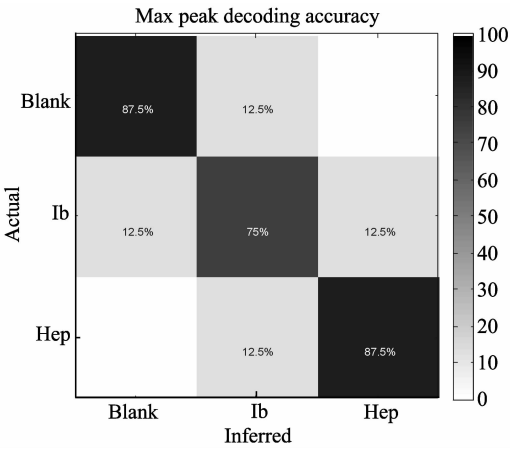 Max peak decoding accuracy
Blank
87.5%
12.5%
Ib
12.5%
75%
12.5%
Hep
12.5%
87.5%
Actual
Blank
Ib
Hep
Inferred
100
90
80
70
60
50
40
30
20
10
0